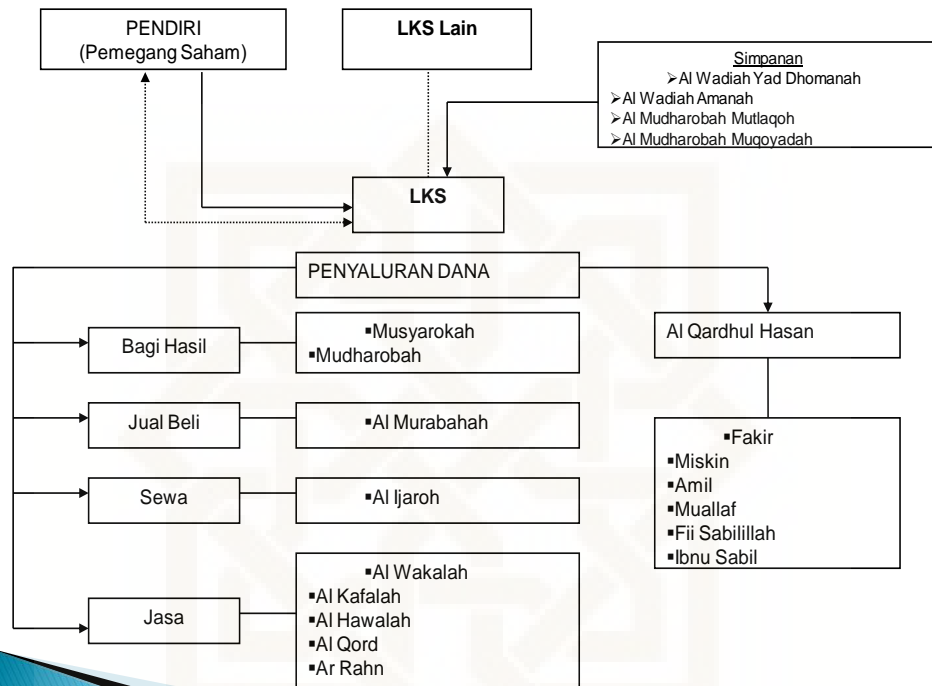 PENDIRI
(Pemegang Saham)
LKS Lain
Simpanan
➢Al Wadiah Yad Dhomanah
➢Al Wadiah Amanah
➢Al Mudharobah Mutlaqoh
➢Al Mudharobah Muqoyadah
LKS
PENYALURAN DANA
Bagi Hasil
▪Musyarokah
▪Mudharobah
Al Qardhul Hasan
Jual Beli
▪Al Murabahah
▪Fakir
▪Miskin
▪Amil
▪Muallaf
▪Fii Sabilillah
▪Ibnu Sabil
Sewa
▪Al Ijaroh
Jasa
▪Al Wakalah
▪Al Kafalah
▪Al Hawalah
▪Al Qord
▪Ar Rahn